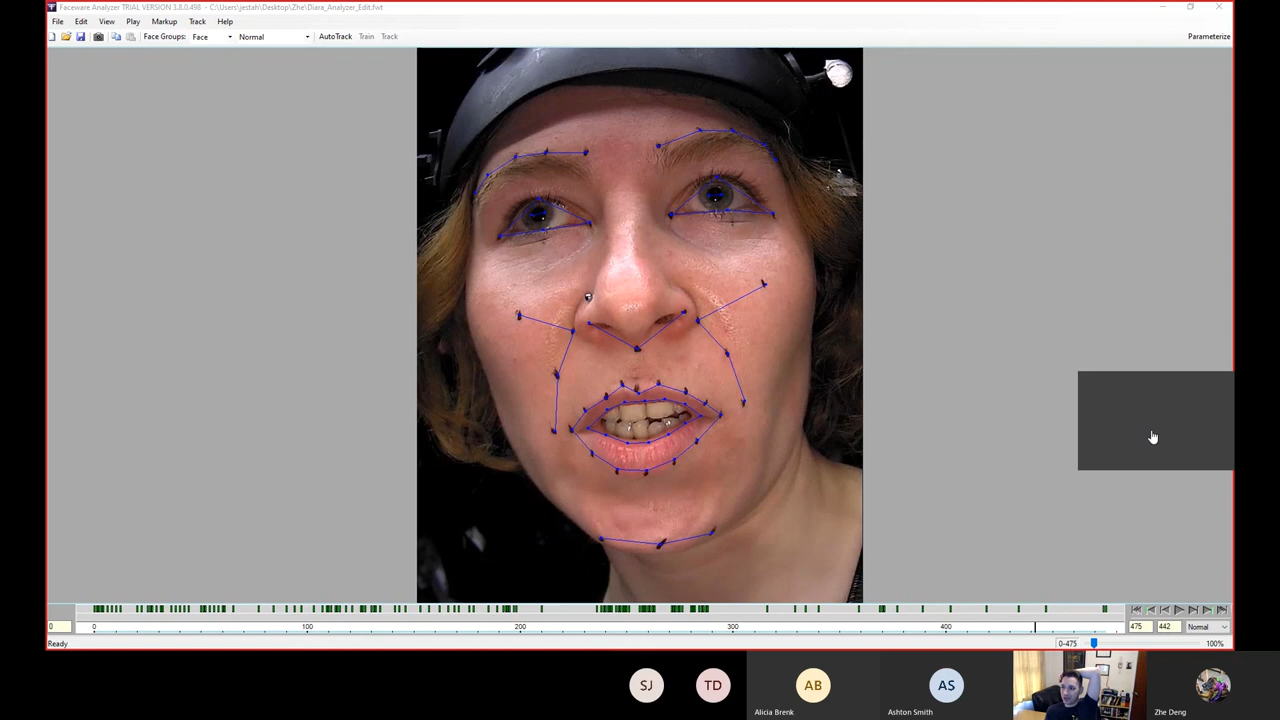 Faceware Analyzer TRIAL VERSION 3.8.0.498 - C:\Users\jestah\Desktop\Zhe\Diara_Analyzer_Edit.fwt
File Edit View Play Markup Track Help
Face Groups: Face Normal AutoTrack Train Track Parameterize
0 0 100 200 300 400 475 442 Normal
Ready 0-475 100%
SJ TD AB AS
Alicia Brenk Ashton Smith Zhe Deng